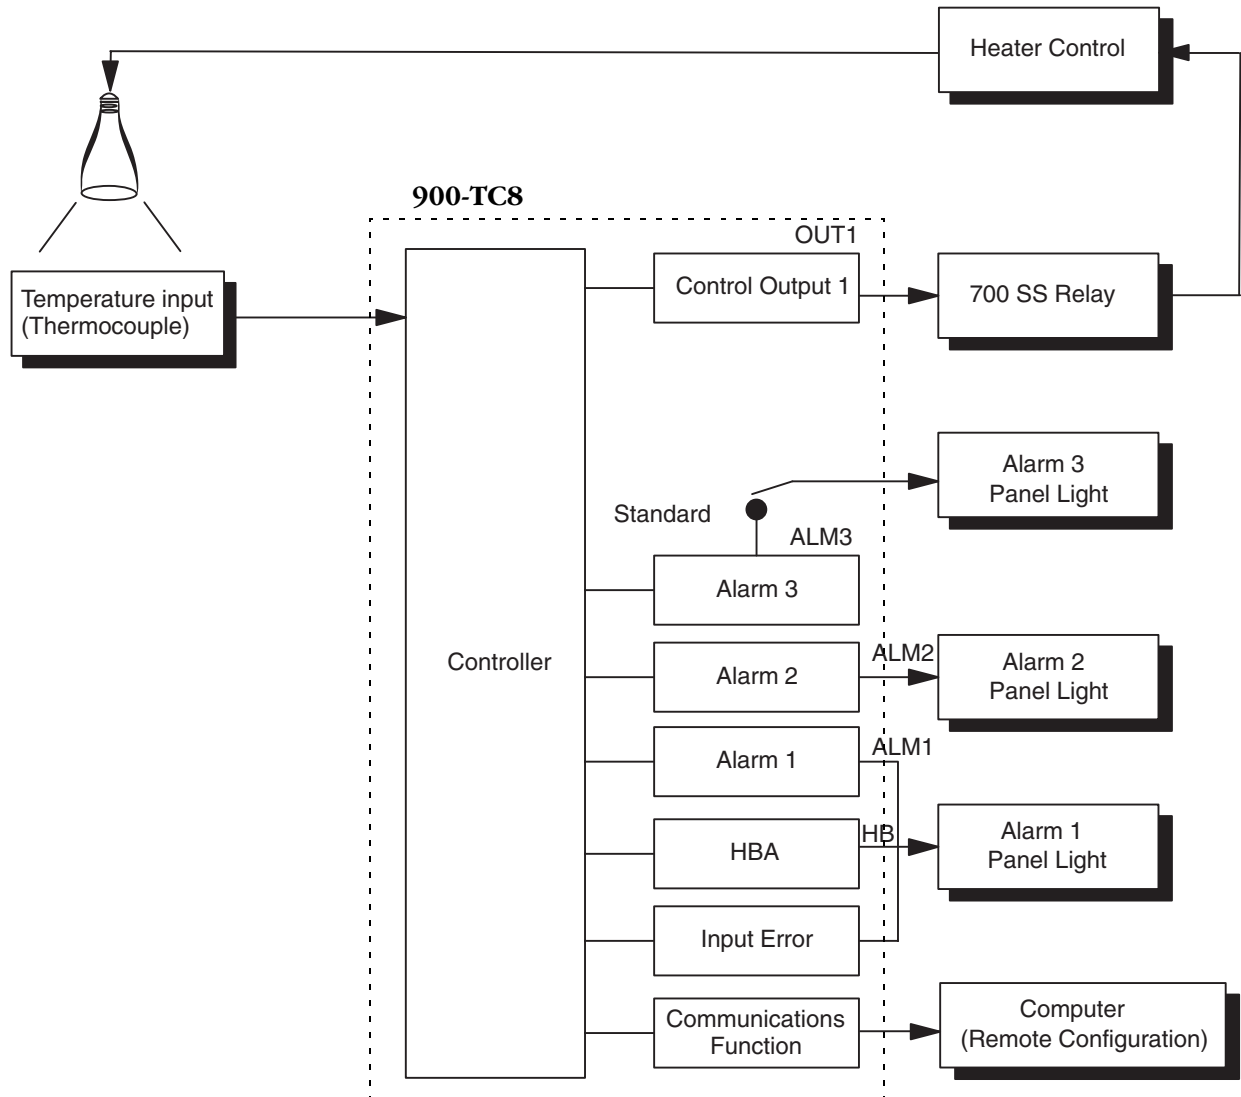 Heater Control
900-TC8
OUT1
Temperature input
(Thermocouple)
Control Output 1
700 SS Relay
Alarm 3
Panel Light
Standard
ALM3
Alarm 3
Controller
ALM2
Alarm 2
Alarm 2
Panel Light
ALM1
Alarm 1
HB
HBA
Alarm 1
Panel Light
Input Error
Communications
Function
Computer
(Remote Configuration)